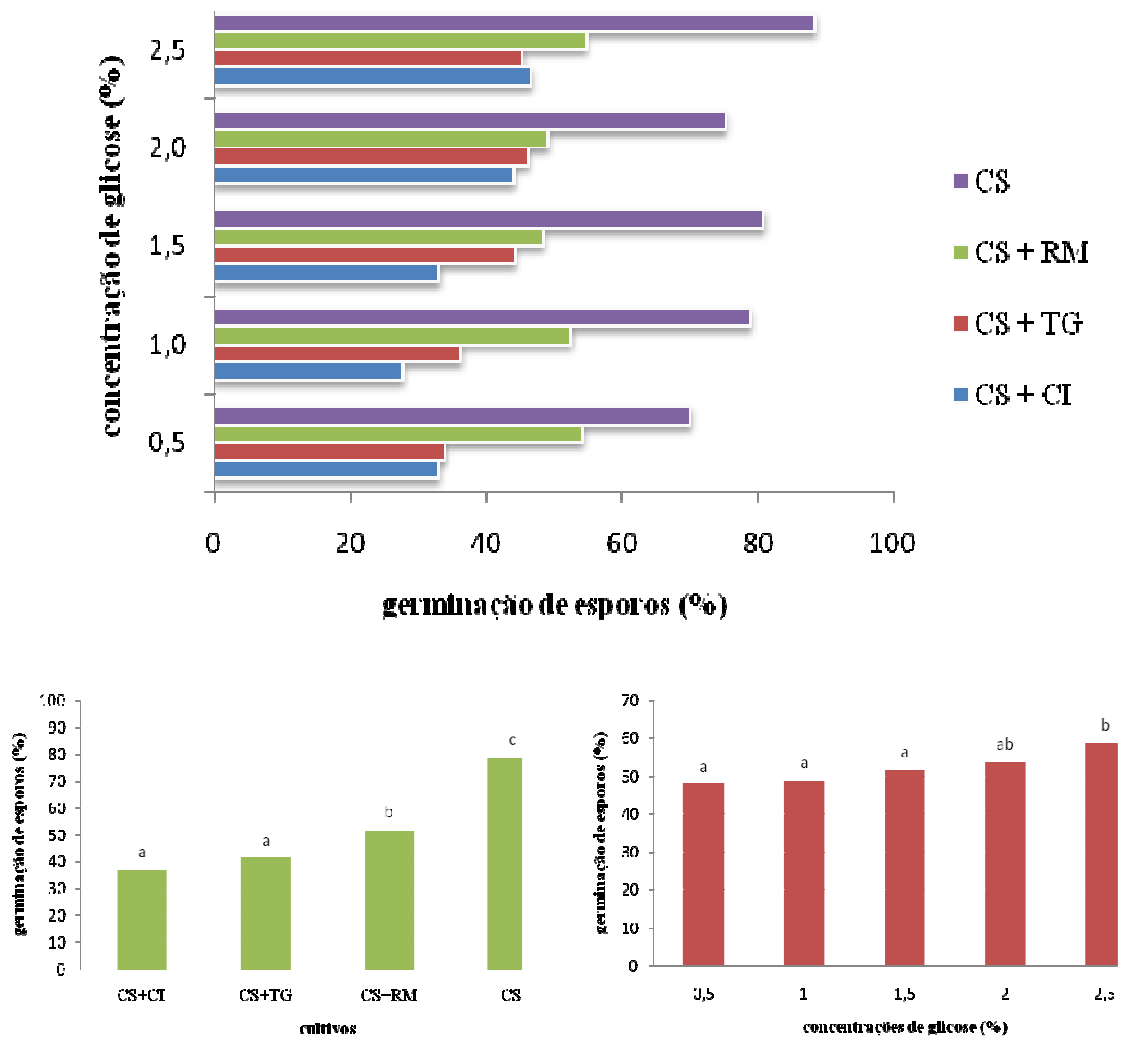 concentração de glicose (%)
2,5
2,0
1,5
1,0
0,5
0
20
40
60
80
100
germinação de esporos (%)
CS
CS + RM
CS + TG
CS + CI
germinação de esporos (%)
100
90
80
70
60
50
40
30
20
10
0
a
a
b
c
CS+CI
CS+TG
CS+RM
CS
cultivos
germinação de esporos (%)
70
60
50
40
30
20
10
0
a
a
a
ab
b
0,5
1
1,5
2
2,5
concentrações de glicose (%)